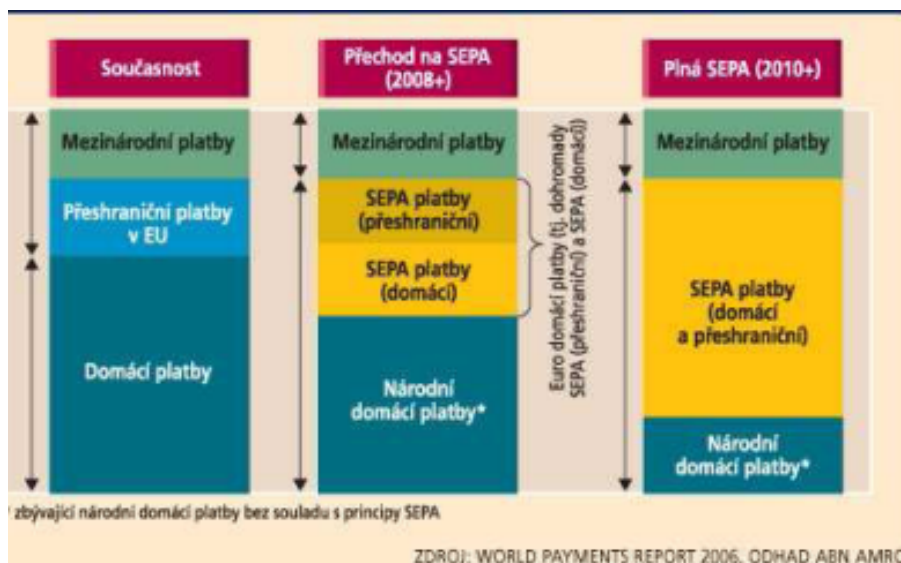 Současnost
Mezinárodní platby
Přeshraniční platby
v EU
Domácí platby
Přechod na SEPA
(2008+)
Mezinárodní platby
SEPA platby
(přeshraniční)
SEPA platby
(domácí)
Národní
domácí platby*
Euro domácí platby (tj. dohromady
SEPA (přeshraniční) a SEPA (domácí))
Plná SEPA (2010+)
Mezinárodní platby
SEPA platby
(domácí
a přeshraniční)
Národní
domácí platby*
* zbývající národní domácí platby bez souladu s principy SEPA
ZDROJ: WORLD PAYMENTS REPORT 2006, ODHAD ABN AMRO